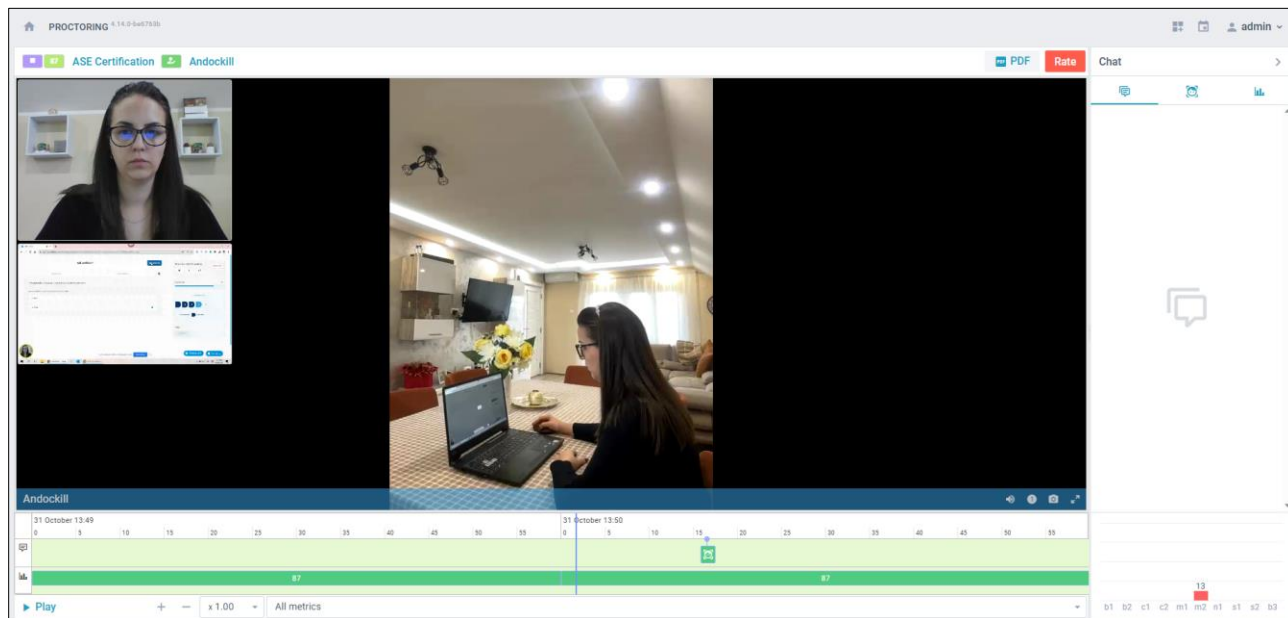 PROCTORING 4.14.0-ba5783b
admin
87 ASE Certification Andockill
PDF PDF Rate
Chat
Andockill
31 October 13:49 31 October 13:50
0 5 10 15 20 25 30 35 40 45 50 55 0 5 10 15 20 25 30 35 40 45 50 55
87 87
Play + − x 1.00 All metrics
13
b1 b2 c1 c2 m1 m2 n1 s1 s2 b3